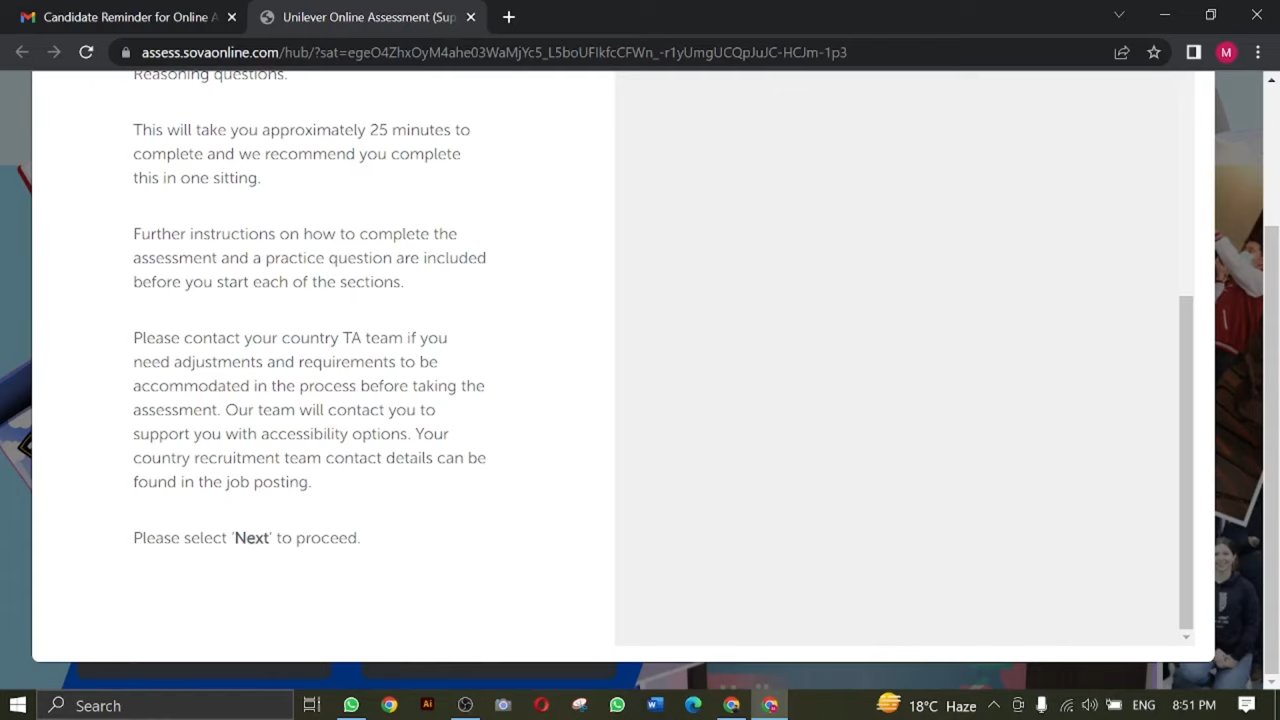 Candidate Reminder for Online A
Unilever Online Assessment (Sup
assess.sovaonline.com/hub/?sat=egeO4ZhxOyM4ahe03WaMjYc5_L5boUFlkfcCFWn_-r1yUmgUCQpJuJC-HCJm-1p3
M
Reasoning questions.
This will take you approximately 25 minutes to
complete and we recommend you complete
this in one sitting.
Further instructions on how to complete the
assessment and a practice question are included
before you start each of the sections.
Please contact your country TA team if you
need adjustments and requirements to be
accommodated in the process before taking the
assessment. Our team will contact you to
support you with accessibility options. Your
country recruitment team contact details can be
found in the job posting.
Please select ‘Next’ to proceed.
Search
Ai
18°C Haze
ENG
8:51 PM